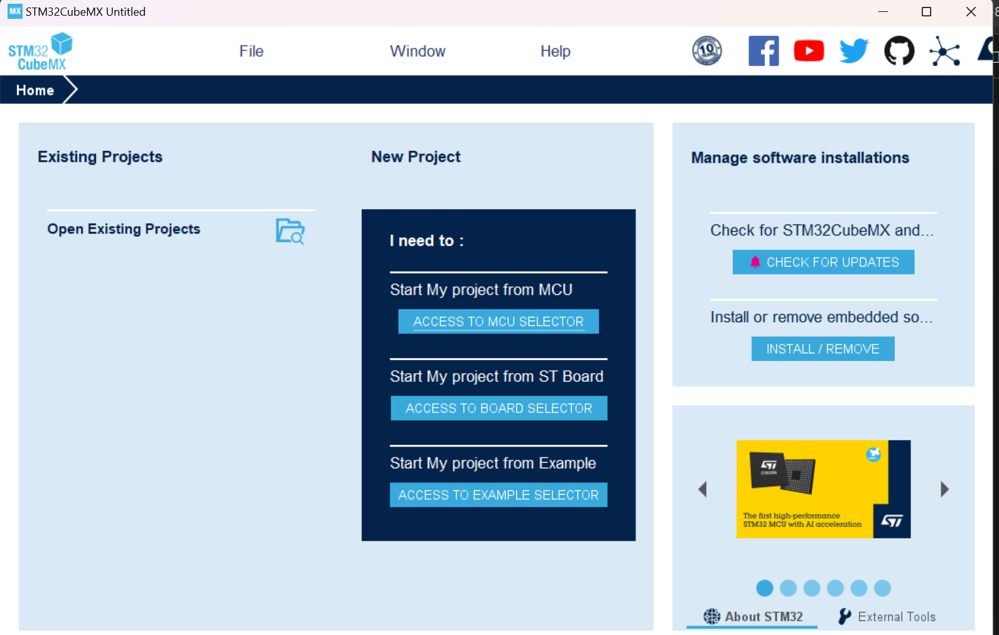 MX STM32CubeMX Untitled
STM32
CubeMX
File
Window
Help
10
YEARS
Home
Existing Projects
Open Existing Projects
New Project
I need to :
Start My project from MCU
ACCESS TO MCU SELECTOR
Start My project from ST Board
ACCESS TO BOARD SELECTOR
Start My project from Example
ACCESS TO EXAMPLE SELECTOR
Manage software installations
Check for STM32CubeMX and...
CHECK FOR UPDATES
Install or remove embedded so...
INSTALL / REMOVE
ST
The first high-performance
STM32 MCU with AI acceleration
ST
About STM32
External Tools